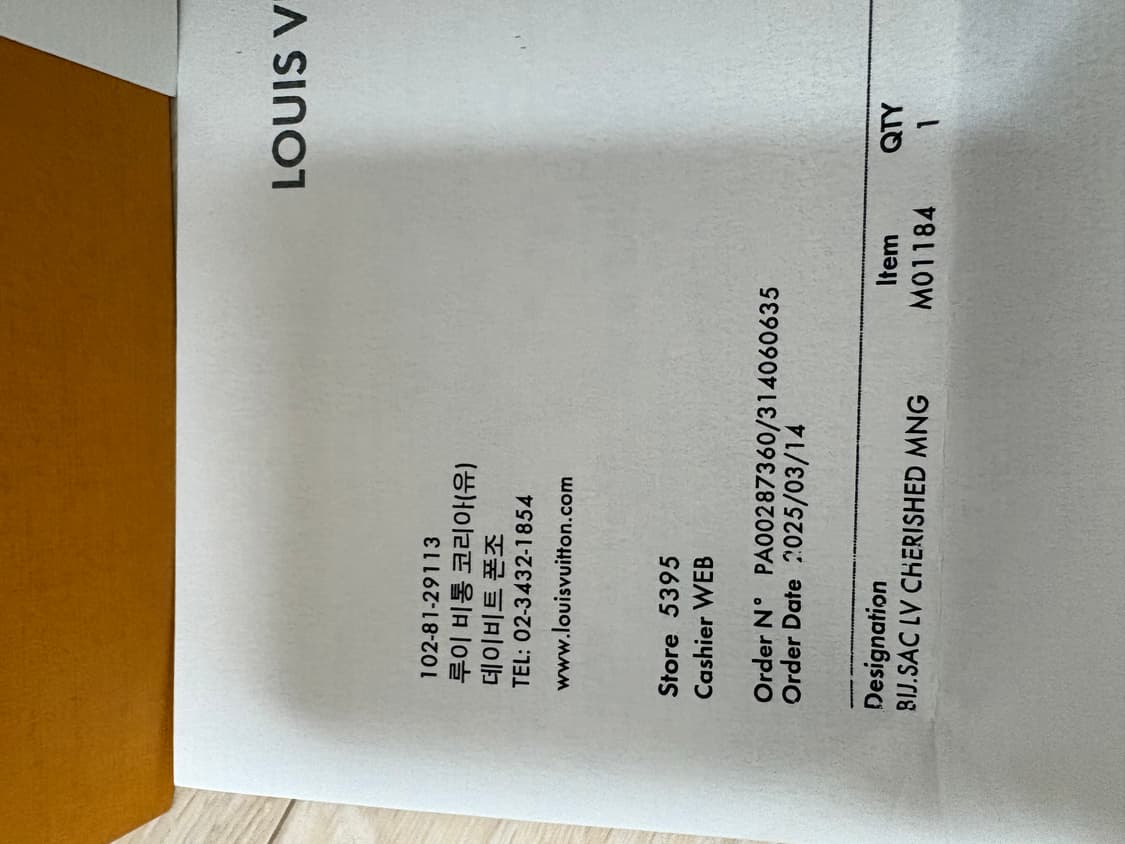 LOUIS V
102-81-29113
루이 비통 코리아(유)
데이비트 폰조
TEL: 02-3432-1854
www.louisvuitton.com
Store 5395
Cashier WEB
Order N° PA00287360/314060635
Order Date 2025/03/14
Designation Item QTY
BIJ.SAC LV CHERISHED MNG M01184 1